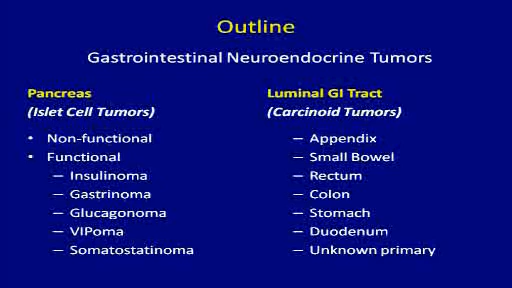 Outline
Gastrointestinal Neuroendocrine Tumors
Pancreas
(Islet Cell Tumors)
• Non-functional
• Functional
– Insulinoma
– Gastrinoma
– Glucagonoma
– VIPoma
– Somatostatinoma
Luminal GI Tract
(Carcinoid Tumors)
– Appendix
– Small Bowel
– Rectum
– Colon
– Stomach
– Duodenum
– Unknown primary